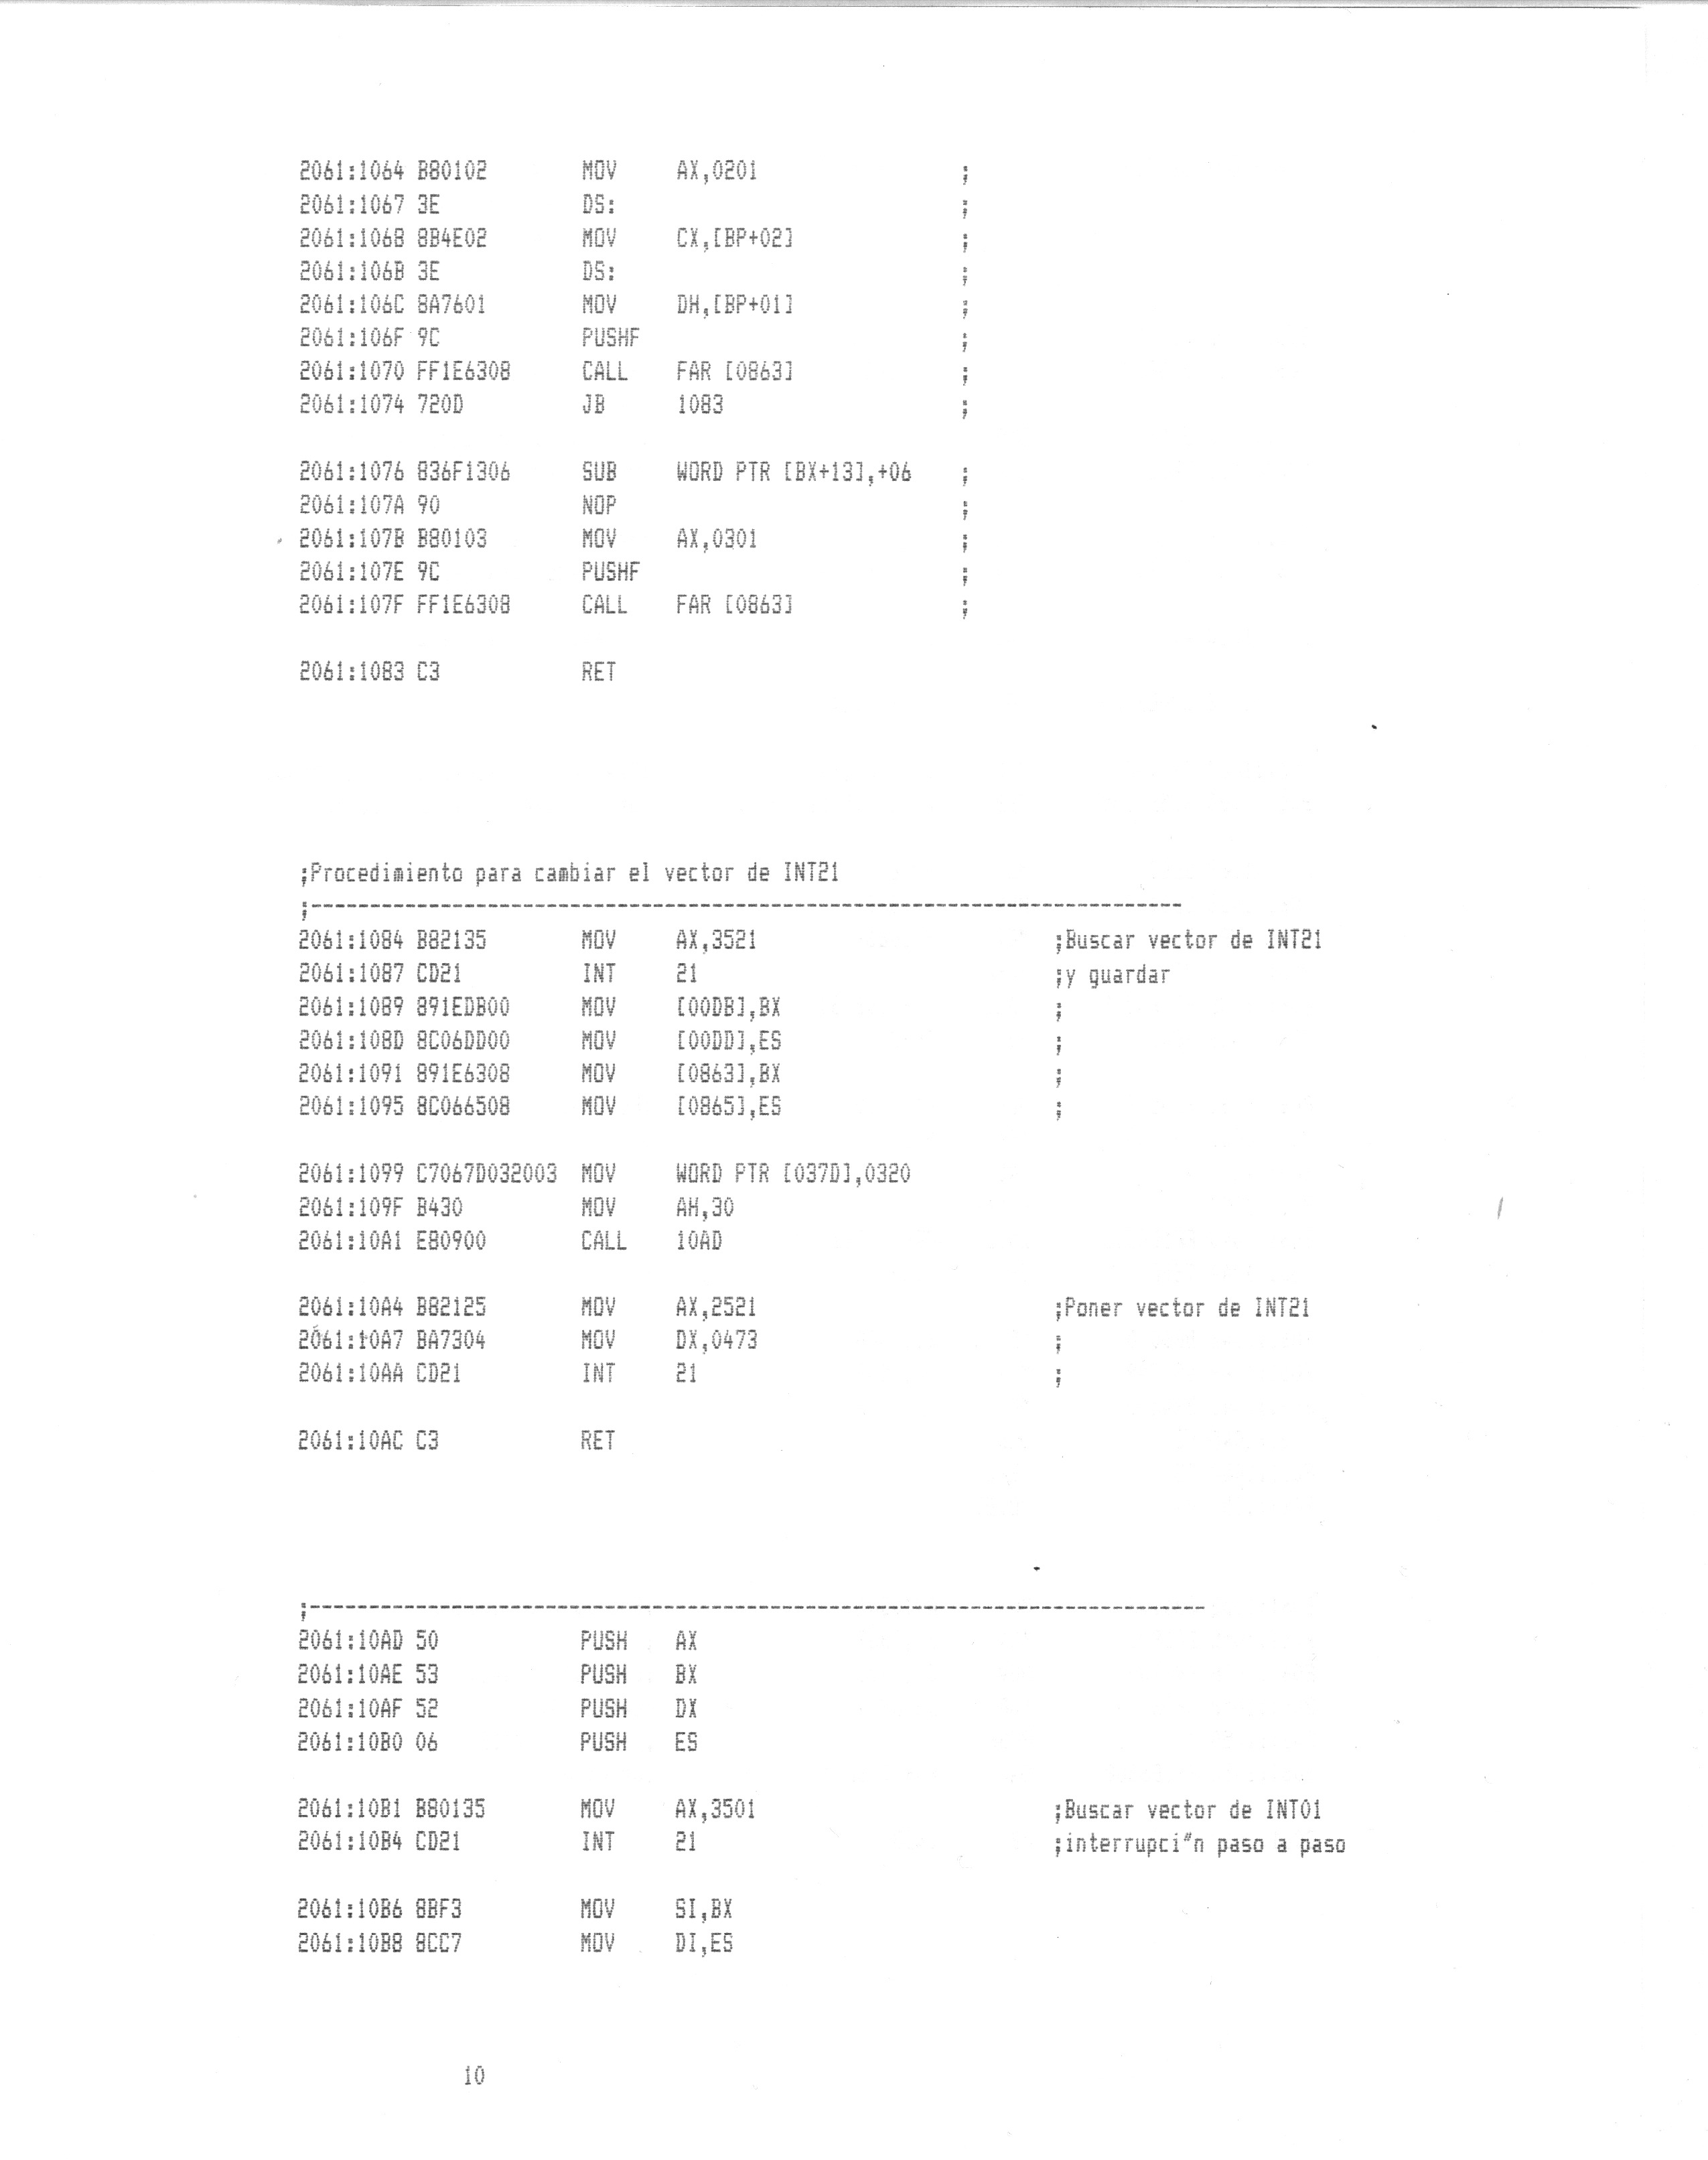 2061:1064 B80102        MOV     AX,0201                 ;
2061:1067 3E            DS:                             ;
2061:1068 8B4E02        MOV     CX,[BP+02]              ;
2061:106B 3E            DS:                             ;
2061:106C 8A7601        MOV     DH,[BP+01]              ;
2061:106F 9C            PUSHF                           ;
2061:1070 FF1E6308      CALL    FAR [0863]              ;
2061:1074 720D          JB      1083                    ;
2061:1076 836F1306      SUB     WORD PTR [BX+13],+06    ;
2061:107A 90            NOP                             ;
2061:107B B80103        MOV     AX,0301                 ;
2061:107E 9C            PUSHF                           ;
2061:107F FF1E6308      CALL    FAR [0863]              ;
2061:1083 C3            RET
;Procedimiento para cambiar el vector de INT21
;--------------------------------------------------------------------------
2061:1084 B82135        MOV     AX,3521                         ;Buscar vector de INT21
2061:1087 CD21          INT     21                              ;y guardar
2061:1089 891EDB00      MOV     [00DB],BX                       ;
2061:108D 8C06DD00      MOV     [00DD],ES                       ;
2061:1091 891E6308      MOV     [0863],BX                       ;
2061:1095 8C066508      MOV     [0865],ES                       ;
2061:1099 C7067D032003  MOV     WORD PTR [037D],0320
2061:109F B430          MOV     AH,30
2061:10A1 E80900        CALL    10AD
2061:10A4 B82125        MOV     AX,2521                         ;Poner vector de INT21
2061:10A7 BA7304        MOV     DX,0473                         ;
2061:10AA CD21          INT     21                              ;
2061:10AC C3            RET
;----------------------------------------------------------------------------
2061:10AD 50            PUSH    AX
2061:10AE 53            PUSH    BX
2061:10AF 52            PUSH    DX
2061:10B0 06            PUSH    ES
2061:10B1 B80135        MOV     AX,3501                         ;Buscar vector de INT01
2061:10B4 CD21          INT     21                              ;interrupci"n paso a paso
2061:10B6 8BF3          MOV     SI,BX
2061:10B8 8CC7          MOV     DI,ES
10